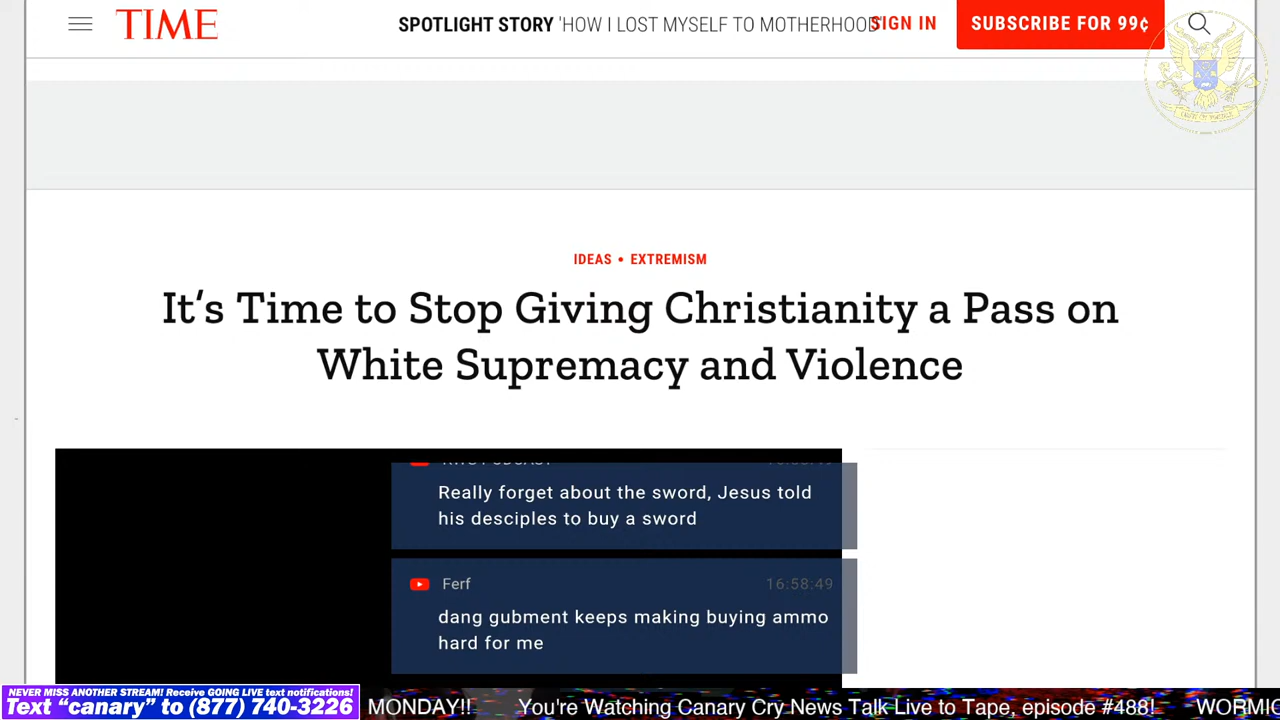 TIME
SPOTLIGHT STORY 'HOW I LOST MYSELF TO MOTHERHOOD'
SIGN IN
SUBSCRIBE FOR 99¢
IDEAS • EXTREMISM
It's Time to Stop Giving Christianity a Pass on
White Supremacy and Violence
Really forget about the sword, Jesus told
his desciples to buy a sword
Ferf 16:58:49
dang gubment keeps making buying ammo
hard for me
NEVER MISS ANOTHER STREAM! Receive GOING LIVE text notifications!
Text "canary" to (877) 740-3226
MONDAY!! You're Watching Canary Cry News Talk Live to Tape, episode #488! WORMIC